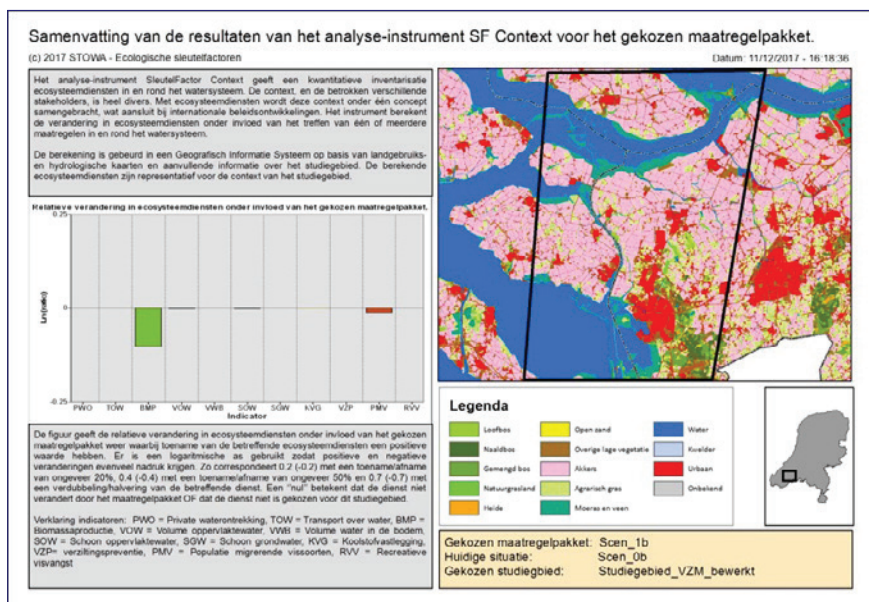 Samenvatting van de resultaten van het analyse-instrument SF Context voor het gekozen maatregelpakket.
(c) 2017 STOWA - Ecologische sleutelfactoren
Datum: 11/12/2017 - 16:18:36
Het analyse-instrument SleutelFactor Context geeft een kwantitatieve inventarisatie
ecosysteemdiensten in en rond het watersysteem. De context, en de betrokken verschillende
stakeholders, is heel divers. Met ecosysteemdiensten wordt deze context onder één concept
samengebracht, wat aansluit bij internationale beleidsontwikkelingen. Het instrument berekent
de verandering in ecosysteemdiensten onder invloed van het treffen van één of meerdere
maatregelen in en rond het watersysteem.
De berekening is gebeurd in een Geografisch Informatie Systeem op basis van landgebruiks-
en hydrologische kaarten en aanvullende informatie over het studiegebied. De berekende
ecosysteemdiensten zijn representatief voor de context van het studiegebied.
Relatieve verandering in ecosysteemdiensten onder invloed van het gekozen maatregelpakket.
0.25
Ln(ratio)
0
-0.25
PWO TOW BMP VOW VWB SOW SGW KVG VZP PMV RVV
Indicator
De figuur geeft de relatieve verandering in ecosysteemdiensten onder invloed van het gekozen
maatregelpakket weer waarbij toename van de betreffende ecosysteemdiensten een positieve
waarde hebben. Er is een logaritmische as gebruikt zodat positieve en negatieve
veranderingen evenveel nadruk krijgen. Zo correspondeert 0.2 (-0.2) met een toename/afname
van ongeveer 20%, 0.4 (-0.4) met een toename/afname van ongeveer 50% en 0.7 (-0.7) met
een verdubbeling/halvering van de betreffende dienst. Een "nul" betekent dat de dienst niet
verandert door het maatregelpakket OF dat de dienst niet is gekozen voor dit studiegebied.
Verklaring indicatoren: PWO = Private wateronttrekking, TOW = Transport over water, BMP =
Biomassaproductie, VOW = Volume oppervlaktewater, VWB = Volume water in de bodem,
SOW = Schoon oppervlaktewater, SGW = Schoon grondwater, KVG = Koolstofvastlegging,
VZP= verziltingspreventie, PMV = Populatie migrerende vissoorten, RVV = Recreatieve
visvangst
Legenda
Loofbos
Naaldbos
Gemengd bos
Natuurgrasland
Heide
Open zand
Overige lage vegetatie
Akkers
Agrarisch gras
Moeras en veen
Water
Kwelder
Urbaan
Onbekend
Gekozen maatregelpakket: Scen_1b
Huidige situatie: Scen_0b
Gekozen studiegbied: Studiegebied_VZM_bewerkt